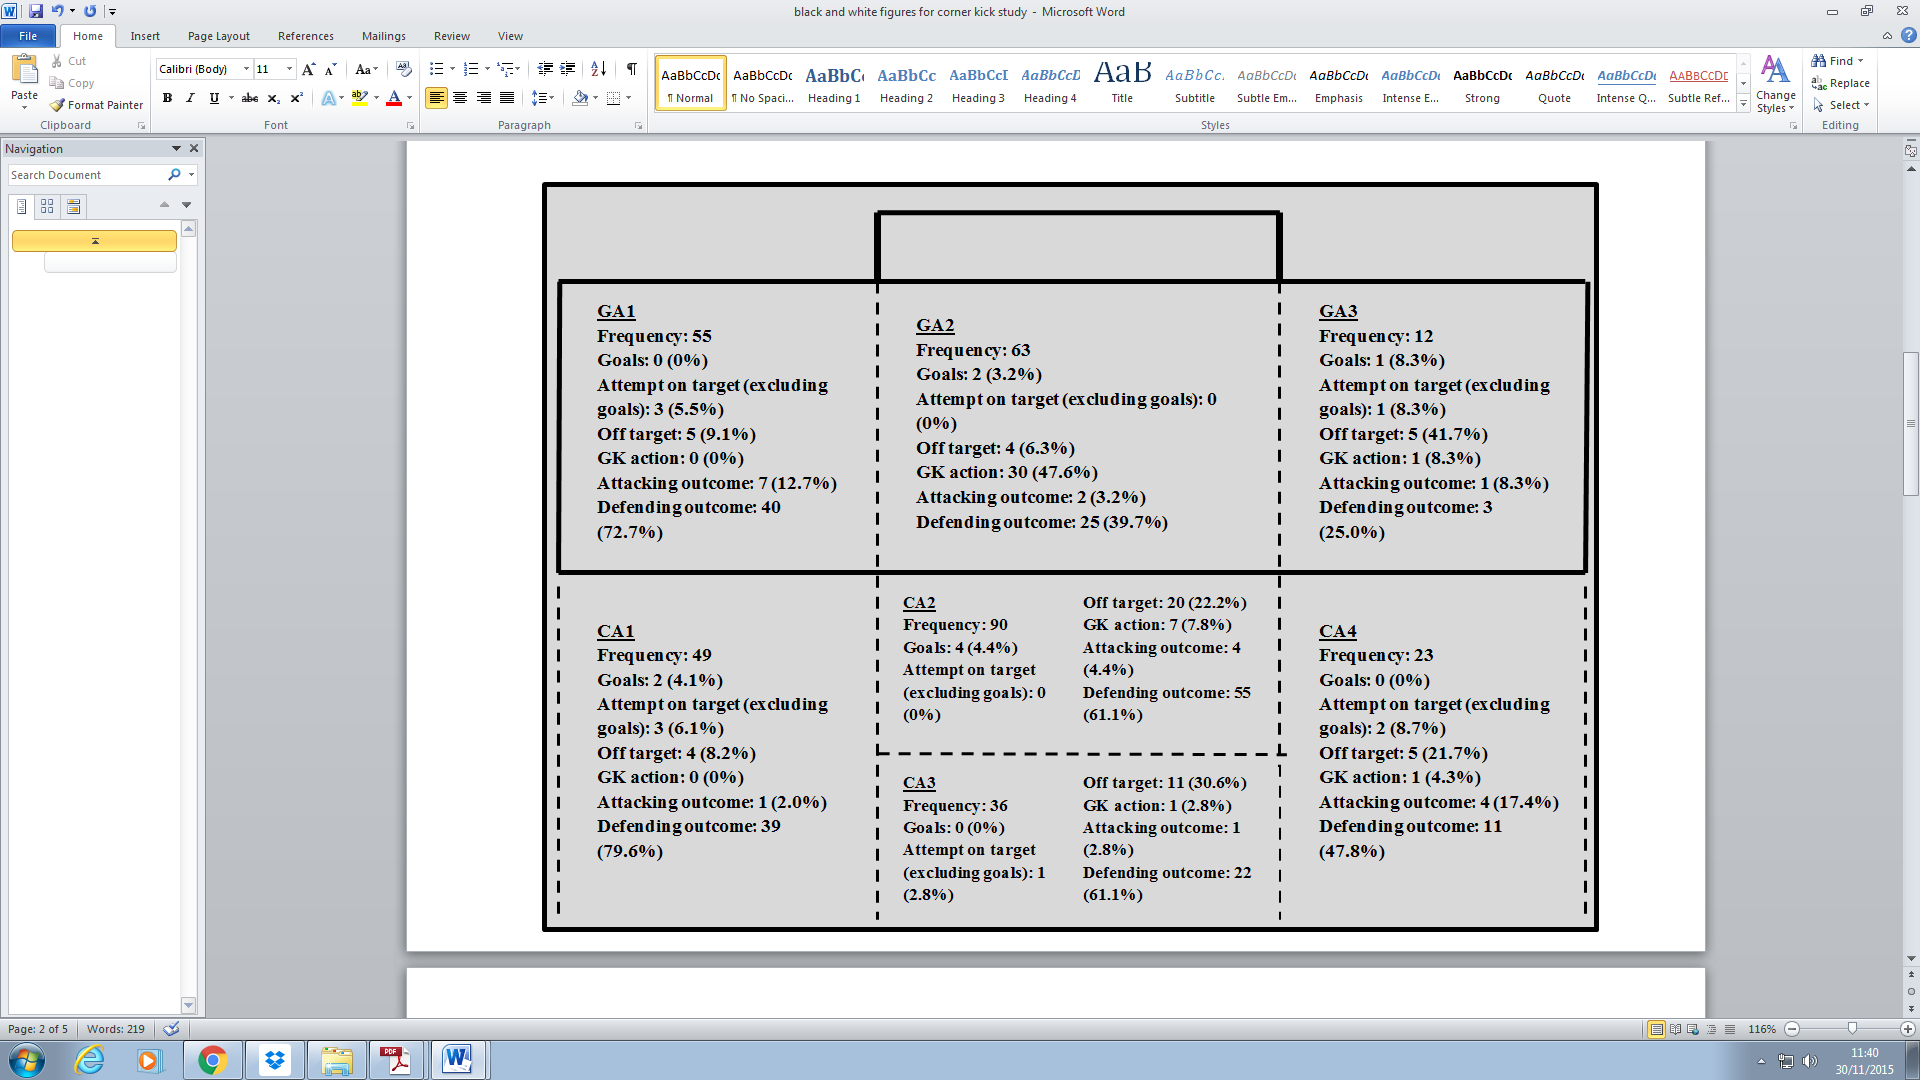 black and white figures for corner kick study - Microsoft Word
File Home Insert Page Layout References Mailings Review View
Paste
Cut
Copy
Format Painter
Clipboard
Calibri (Body) 11
Font
Paragraph
AaBbCcDc AaBbCcDc AaBbC AaBbCc AaBbCcI AaBbCcD AaB AaBbCc. AaBbCcDc AaBbCcDc AaBbCcDc AaBbCcDc AaBbCcDc AaBbCcDc AABBCCDE
¶ Normal ¶ No Spaci... Heading 1 Heading 2 Heading 3 Heading 4 Title Subtitle Subtle Em... Emphasis Intense E... Strong Quote Intense Q... Subtle Ref...
Styles
Change
Styles
Find
Replace
Select
Editing
Navigation
Search Document
GA1
Frequency: 55
Goals: 0 (0%)
Attempt on target (excluding
goals): 3 (5.5%)
Off target: 5 (9.1%)
GK action: 0 (0%)
Attacking outcome: 7 (12.7%)
Defending outcome: 40
(72.7%)
GA2
Frequency: 63
Goals: 2 (3.2%)
Attempt on target (excluding goals): 0
(0%)
Off target: 4 (6.3%)
GK action: 30 (47.6%)
Attacking outcome: 2 (3.2%)
Defending outcome: 25 (39.7%)
GA3
Frequency: 12
Goals: 1 (8.3%)
Attempt on target (excluding
goals): 1 (8.3%)
Off target: 5 (41.7%)
GK action: 1 (8.3%)
Attacking outcome: 1 (8.3%)
Defending outcome: 3
(25.0%)
CA1
Frequency: 49
Goals: 2 (4.1%)
Attempt on target (excluding
goals): 3 (6.1%)
Off target: 4 (8.2%)
GK action: 0 (0%)
Attacking outcome: 1 (2.0%)
Defending outcome: 39
(79.6%)
CA2
Frequency: 90
Goals: 4 (4.4%)
Attempt on target
(excluding goals): 0
(0%)
Off target: 20 (22.2%)
GK action: 7 (7.8%)
Attacking outcome: 4
(4.4%)
Defending outcome: 55
(61.1%)
CA3
Frequency: 36
Goals: 0 (0%)
Attempt on target
(excluding goals): 1
(2.8%)
Off target: 11 (30.6%)
GK action: 1 (2.8%)
Attacking outcome: 1
(2.8%)
Defending outcome: 22
(61.1%)
CA4
Frequency: 23
Goals: 0 (0%)
Attempt on target (excluding
goals): 2 (8.7%)
Off target: 5 (21.7%)
GK action: 1 (4.3%)
Attacking outcome: 4 (17.4%)
Defending outcome: 11
(47.8%)
Page: 2 of 5 Words: 219
116%
11:40
30/11/2015